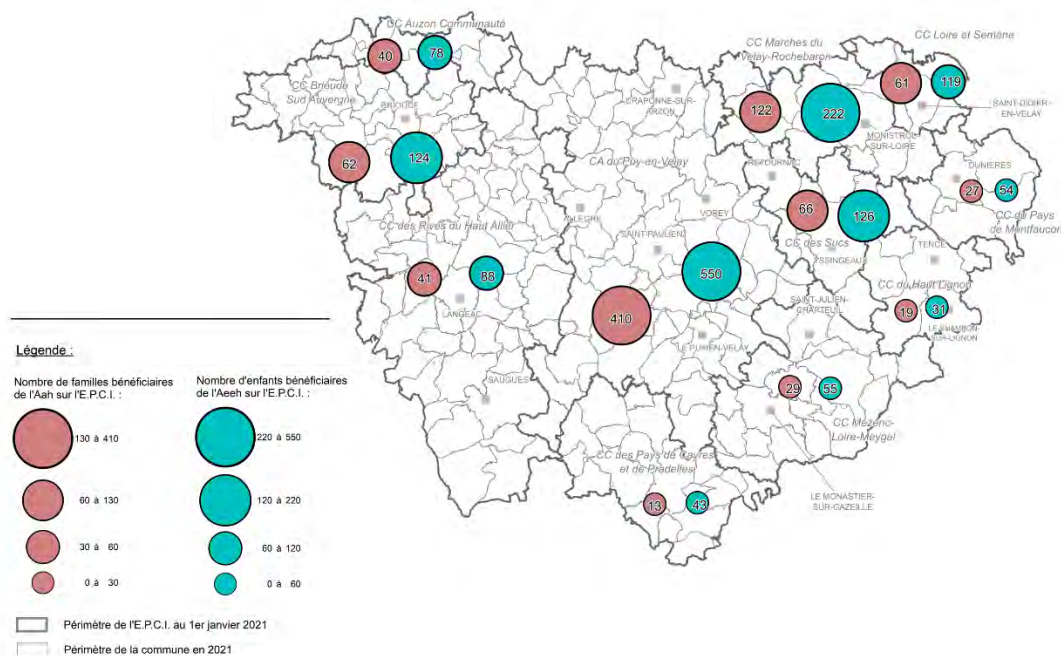 CC Auzon Communauté
40
78
CC Marches du
Velay-Rochebaron
CC Loire et Semène
61
119
CC Brioude
Sud Auvergne
BRIOUDE
CRAPONNE-SUR-
ARZON
122
222
SAINT-DIDIER-
EN-VELAY
MONISTROL-
SUR-LOIRE
62
124
CA du Puy-en-Velay
RETOURNAC
DUNIERES
27
54
CC du Pays
de Montfaucon
ALLEGRE
VOREY
66
126
CC des Rives du Haut Allier
SAINT-PAULIEN
CC des Sucs
YSSINGEAUX
TENCE
41
88
550
CC du Haut Lignon
LANGEAC
410
SAINT-JULIEN-
CHAPTEUIL
19
31
LE CHAMBON-
SUR-LIGNON
LE PUY-EN-VELAY
SAUGUES
29
55
CC Mézenc-
Loire-Meygal
CC des Pays de Cayres
et de Pradelles
13
43
LE MONASTIER-
SUR-GAZEILLE
Légende :
Nombre de familles bénéficiaires
de l'Aah sur l'E.P.C.I. :
130 à 410
60 à 130
30 à 60
0 à 30
Nombre d'enfants bénéficiaires
de l'Aeeh sur l'E.P.C.I. :
220 à 550
120 à 220
60 à 120
0 à 60
Périmètre de l'E.P.C.I. au 1er janvier 2021
Périmètre de la commune en 2021